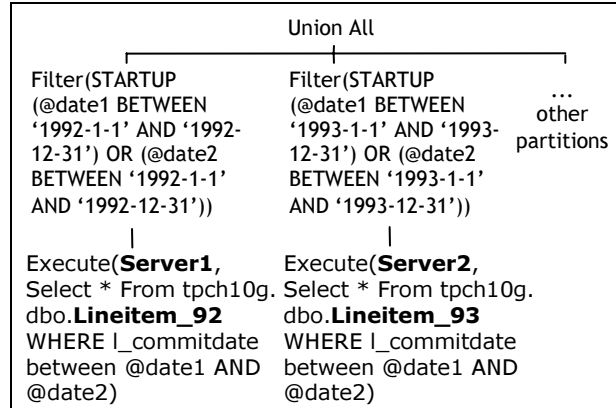 Union All
Filter(STARTUP
(@date1 BETWEEN
‘1992-1-1’ AND ‘1992-
12-31’) OR (@date2
BETWEEN ‘1992-1-1’
AND ‘1992-12-31’))
Filter(STARTUP
(@date1 BETWEEN
‘1993-1-1’ AND ‘1993-
12-31’) OR (@date2
BETWEEN ‘1993-1-1’
AND ‘1993-12-31’))
...
other
partitions
Execute(Server1,
Select * From tpch10g.
dbo.Lineitem_92
WHERE l_commitdate
between @date1 AND
@date2)
Execute(Server2,
Select * From tpch10g.
dbo.Lineitem_93
WHERE l_commitdate
between @date1 AND
@date2)